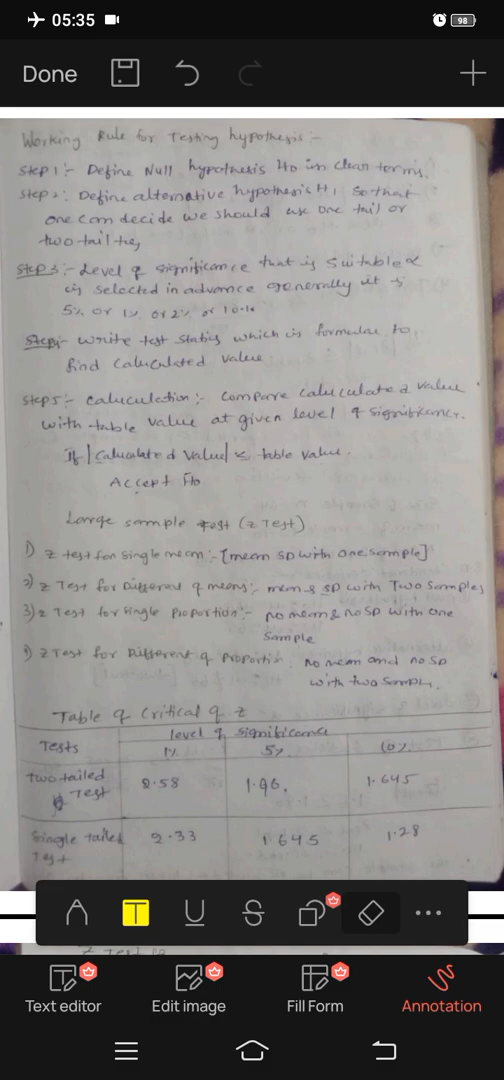 05:35
98
Done
Working Rule for Testing hypothesis :-
Step 1 :- Define Null hypothesis Ho in clear terms.
Step 2 :- Define alternative hypothesis H1 so that
one can decide we should use one tail or
two tail
Step 3 :- Level of significance that is suitable α
is selected in advance generally it is
5% or 1% or 2% or 10%
Step 4 :- write test statics which is formulae to
find caluculated value
Step 5 :- caluculation :- compare caluculated value
with table value at given level of significance.
If |caluculated value| ≤ table value.
Accept Ho
Large sample test (z Test)
1) z test for single mean :- [mean SD with one sample]
2) z Test for Different of means :- mean & SD with Two samples
3) z Test for single Proportion :- no mean & no SD with one
sample
4) z Test for Different of Proportion. no mean and no SD
with two sample.
Table of critical of z
level of significance
Tests 1% 5% 10%
Two tailed Test 2.58 1.96. 1.645
Single tailed Test 2.33 1.645 1.28
T U S
Text editor Edit image Fill Form Annotation